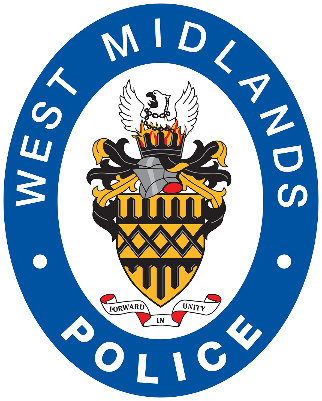 WEST MIDLANDS
FORWARD IN UNITY
POLICE